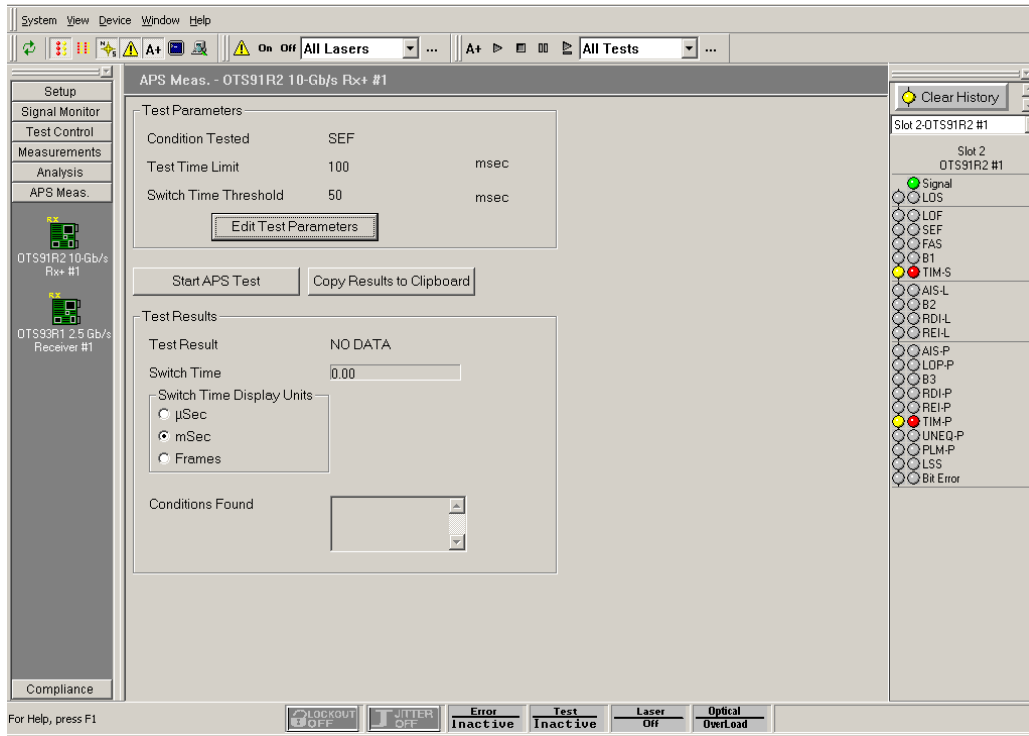 System View Device Window Help
A+ On Off All Lasers ... A+ All Tests ...
Setup
Signal Monitor
Test Control
Measurements
Analysis
APS Meas.
RX
OTS91R2 10-Gb/s
Rx+ #1
RX
OTS93R1 2.5 Gb/s
Receiver #1
Compliance
APS Meas. - OTS91R2 10-Gb/s Rx+ #1
Test Parameters
Condition Tested SEF
Test Time Limit 100 msec
Switch Time Threshold 50 msec
Edit Test Parameters
Start APS Test Copy Results to Clipboard
Test Results
Test Result NO DATA
Switch Time 0.00
Switch Time Display Units
µSec
mSec
Frames
Conditions Found
Clear History
Slot 2-OTS91R2 #1
Slot 2
OTS91R2 #1
Signal
LOS
LOF
SEF
FAS
B1
TIM-S
AIS-L
B2
RDI-L
REI-L
AIS-P
LOP-P
B3
RDI-P
REI-P
TIM-P
UNEQ-P
PLM-P
LSS
Bit Error
For Help, press F1
LOCKOUT OFF JITTER OFF Error Inactive Test Inactive Laser Off Optical OverLoad